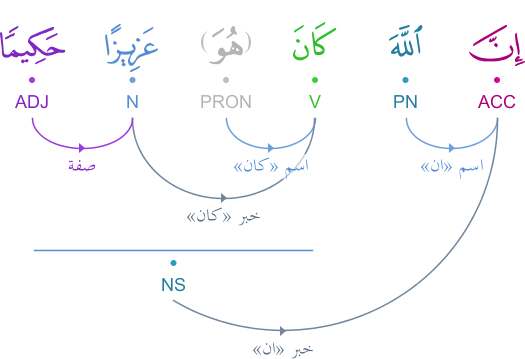 إِنَّ ٱللَّهَ كَانَ (هُوَ) عَزِيزًا حَكِيمًا
ACC PN V PRON N ADJ
اسم «ان» اسم «كان» صفة
خبر «كان»
NS
خبر «ان»